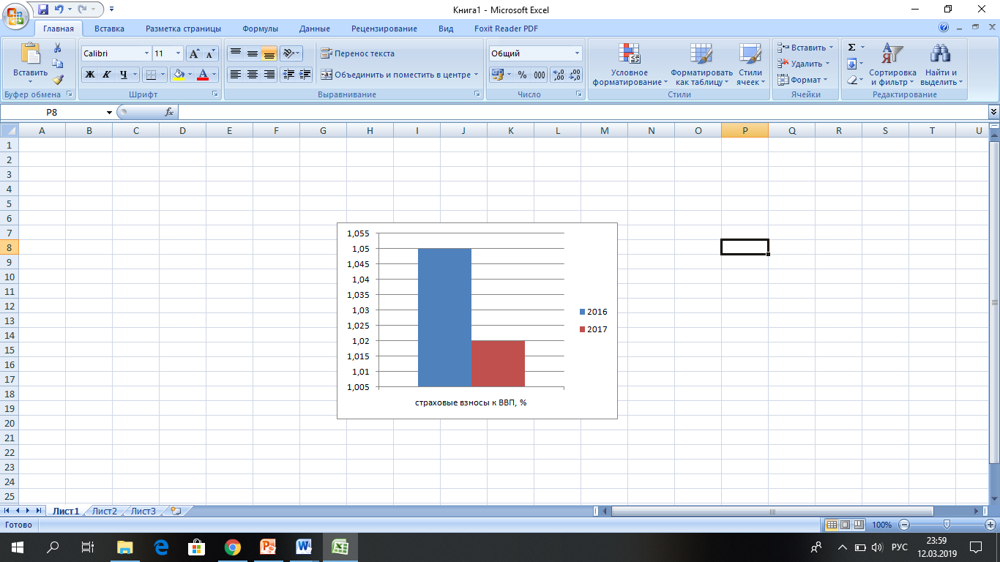 Книга1 - Microsoft Excel
Главная Вставка Разметка страницы Формулы Данные Рецензирование Вид Foxit Reader PDF
Вставить
Буфер обмена
Calibri 11
Ж К Ч
Шрифт
Перенос текста
Объединить и поместить в центре
Выравнивание
Общий
% 000 ,00 ,0
Число
Условное форматирование
Форматировать как таблицу
Стили ячеек
Стили
Вставить
Удалить
Формат
Ячейки
Σ
Сортировка и фильтр
Найти и выделить
Редактирование
P8 fx
A B C D E F G H I J K L M N O P Q R S T U
1
2
3
4
5
6
7
8
9
10
11
12
13
14
15
16
17
18
19
20
21
22
23
24
25
1,055
1,05
1,045
1,04
1,035
1,03
1,025
1,02
1,015
1,01
1,005
страховые взносы к ВВП, %
2016
2017
Лист1 Лист2 Лист3
Готово 100%
РУС 23:59
12.03.2019